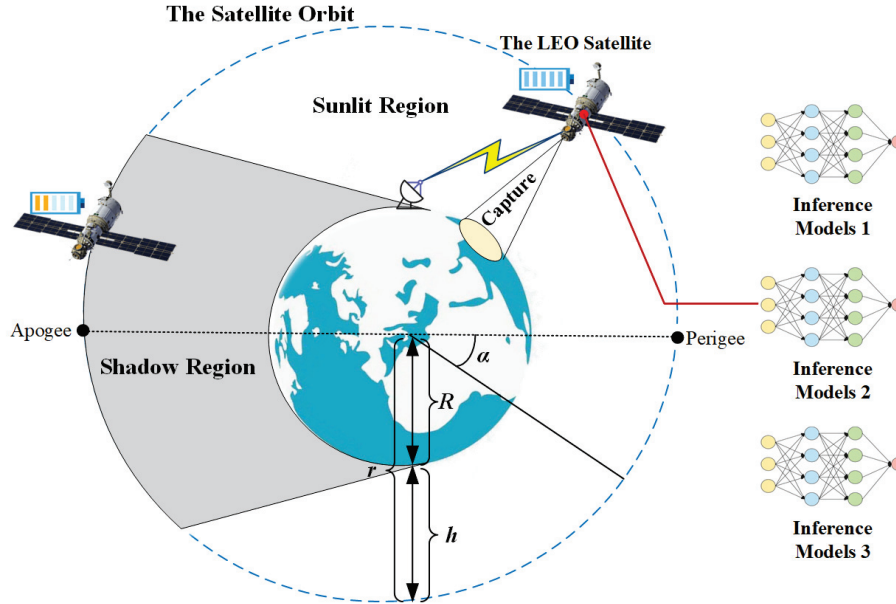 The Satellite Orbit
The LEO Satellite
Sunlit Region
Capture
Inference
Models 1
Apogee
Perigee
Shadow Region
α
R
r
h
Inference
Models 2
Inference
Models 3